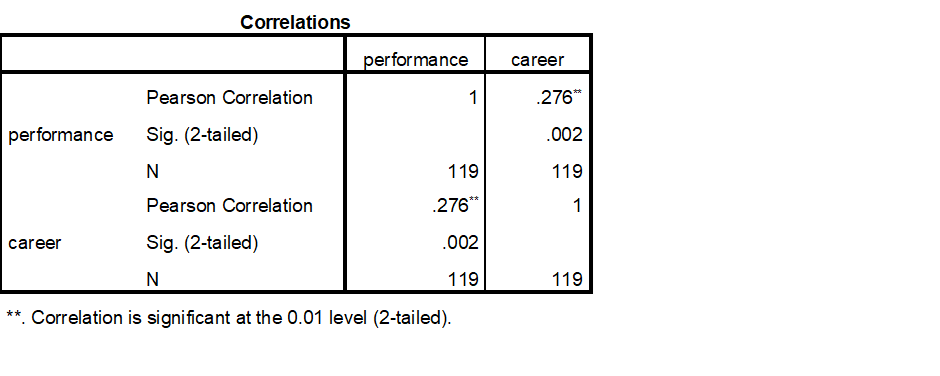 Correlations
performance career
Pearson Correlation 1 .276**
performance Sig. (2-tailed) .002
N 119 119
Pearson Correlation .276** 1
career Sig. (2-tailed) .002
N 119 119
**. Correlation is significant at the 0.01 level (2-tailed).